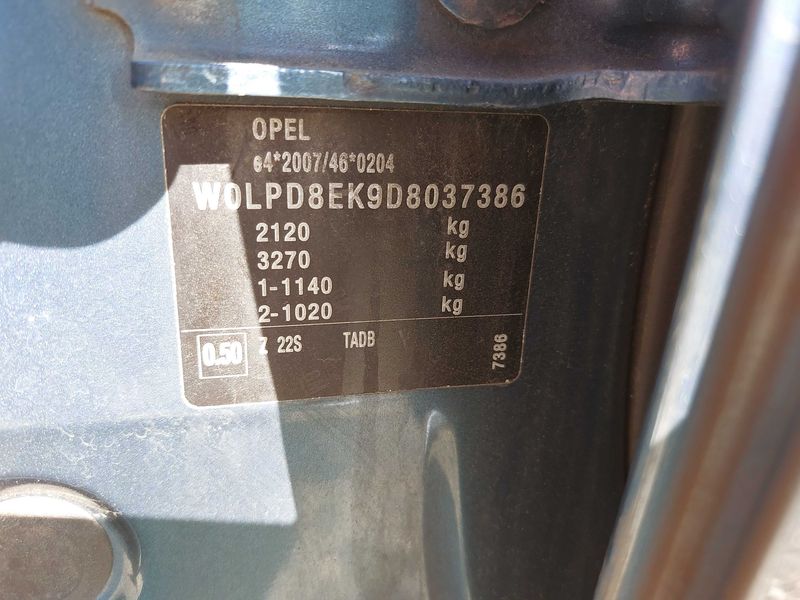 OPEL
e4*2007/46*0204
W0LPD8EK9D8037386
2120 kg
3270 kg
1-1140 kg
2-1020 kg
0.50 Z 22S TADB
7386